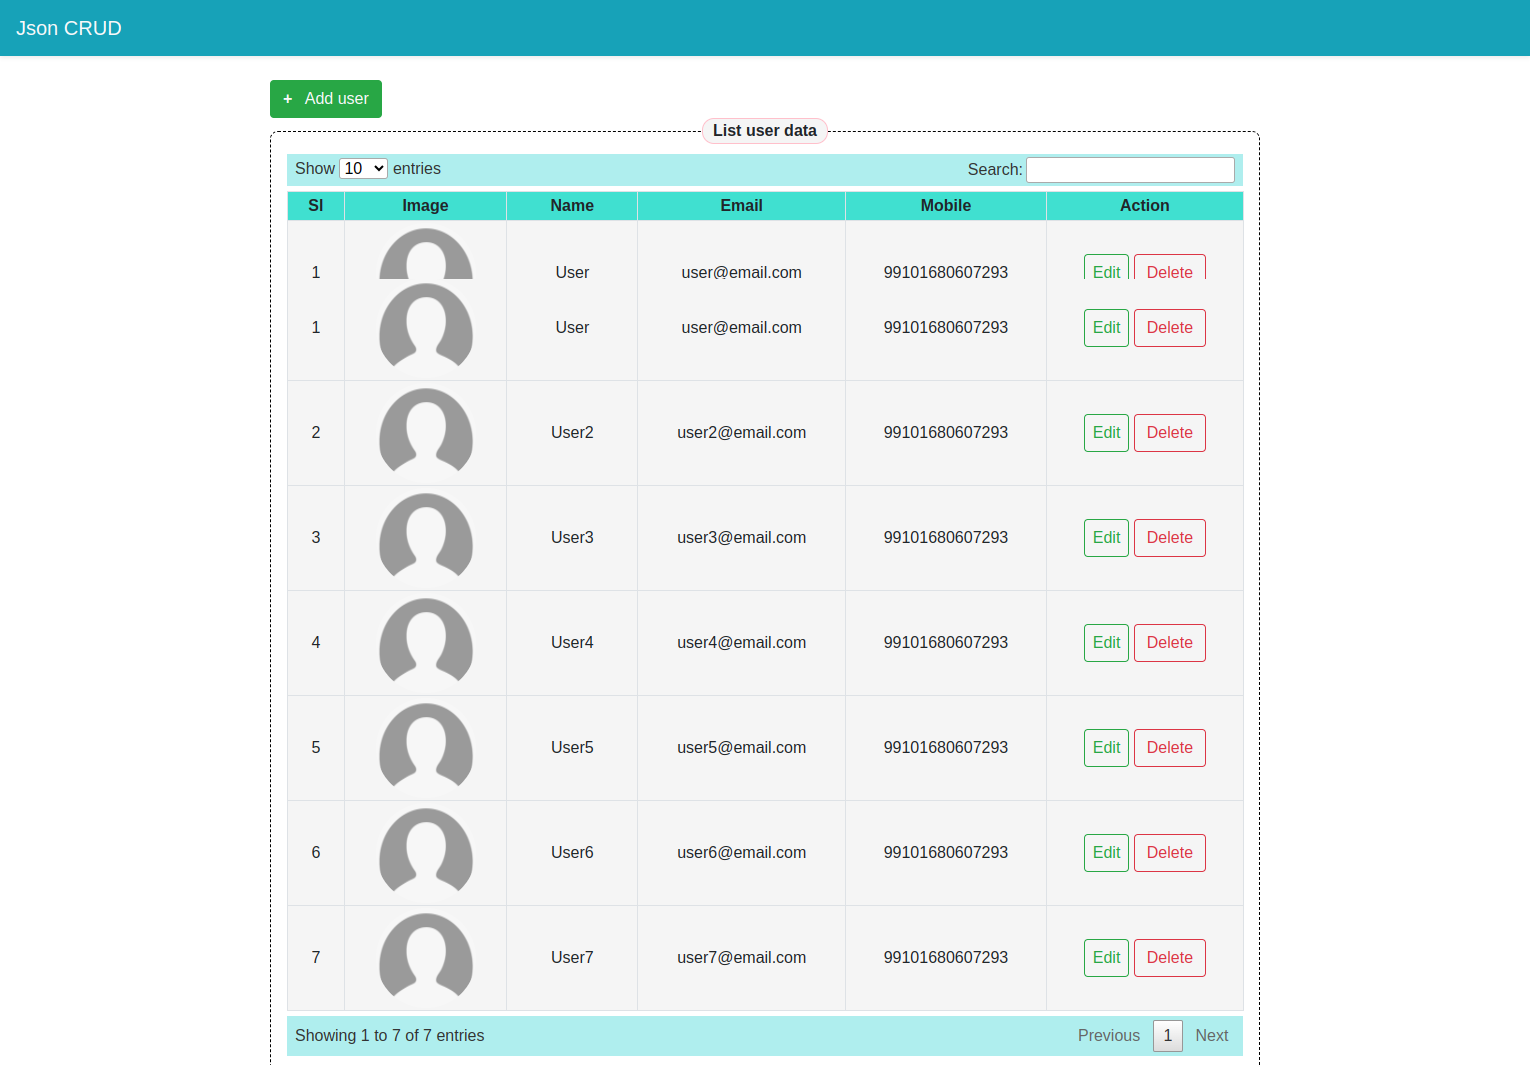 Json CRUD
+ Add user
List user data
Show 10 entries Search:
Sl Image Name Email Mobile Action
1 User user@email.com 99101680607293 Edit Delete
1 User user@email.com 99101680607293 Edit Delete
2 User2 user2@email.com 99101680607293 Edit Delete
3 User3 user3@email.com 99101680607293 Edit Delete
4 User4 user4@email.com 99101680607293 Edit Delete
5 User5 user5@email.com 99101680607293 Edit Delete
6 User6 user6@email.com 99101680607293 Edit Delete
7 User7 user7@email.com 99101680607293 Edit Delete
Showing 1 to 7 of 7 entries Previous 1 Next